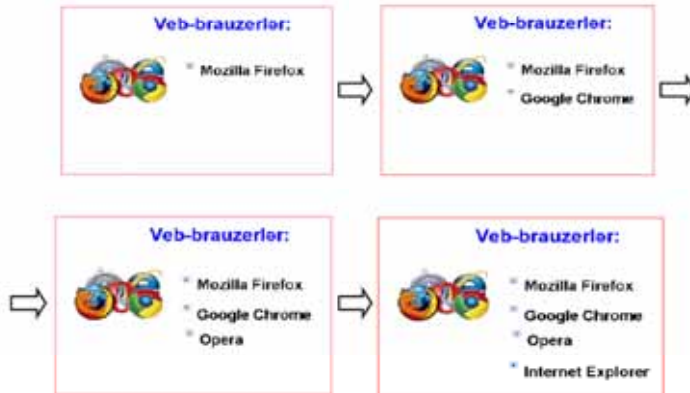 Veb-brauzerlər:
* Mozilla Firefox
Veb-brauzerlər:
* Mozilla Firefox
* Google Chrome
Veb-brauzerlər:
* Mozilla Firefox
* Google Chrome
* Opera
Veb-brauzerlər:
* Mozilla Firefox
* Google Chrome
* Opera
* Internet Explorer